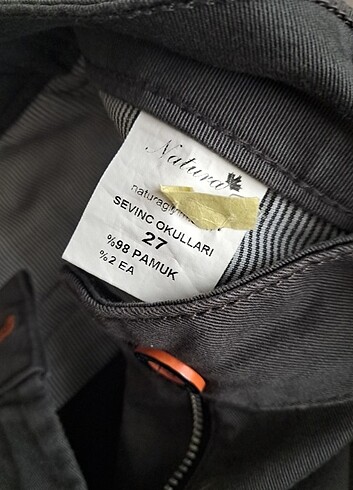 Natura
SEVINC OKULLARI
27
%98 PAMUK
%2 EA